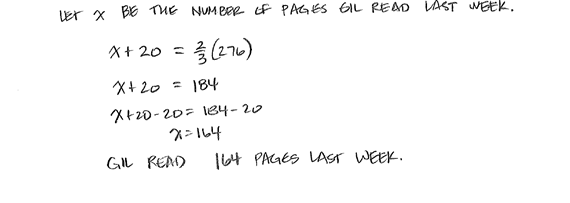 LET x BE THE NUMBER OF PAGES GIL READ LAST WEEK.
x + 20 = 2/3 (276)
x + 20 = 184
x + 20 - 20 = 184 - 20
x = 164
GIL READ 164 PAGES LAST WEEK.